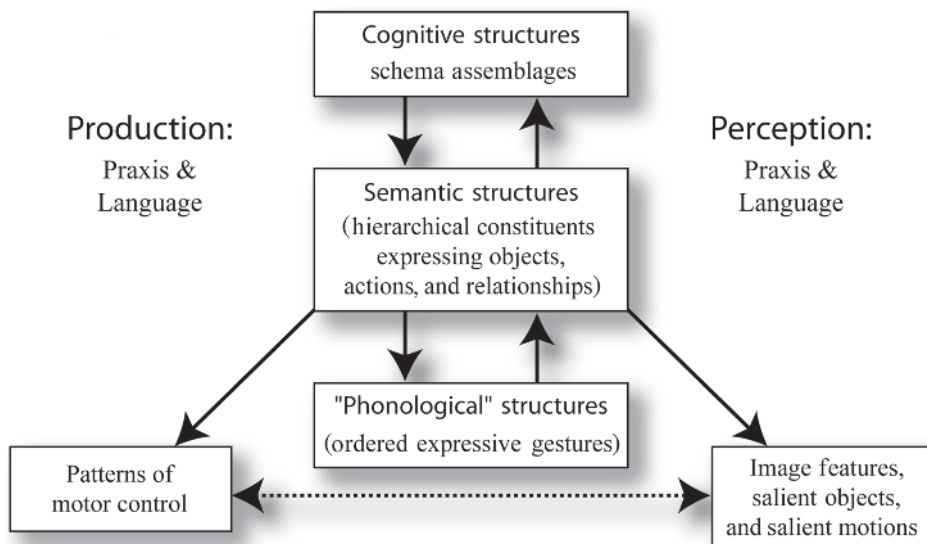 Cognitive structures
schema assemblages
Production:
Praxis &
Language
Perception:
Praxis &
Language
Semantic structures
(hierarchical constituents
expressing objects,
actions, and relationships)
"Phonological" structures
(ordered expressive gestures)
Patterns of
motor control
Image features,
salient objects,
and salient motions